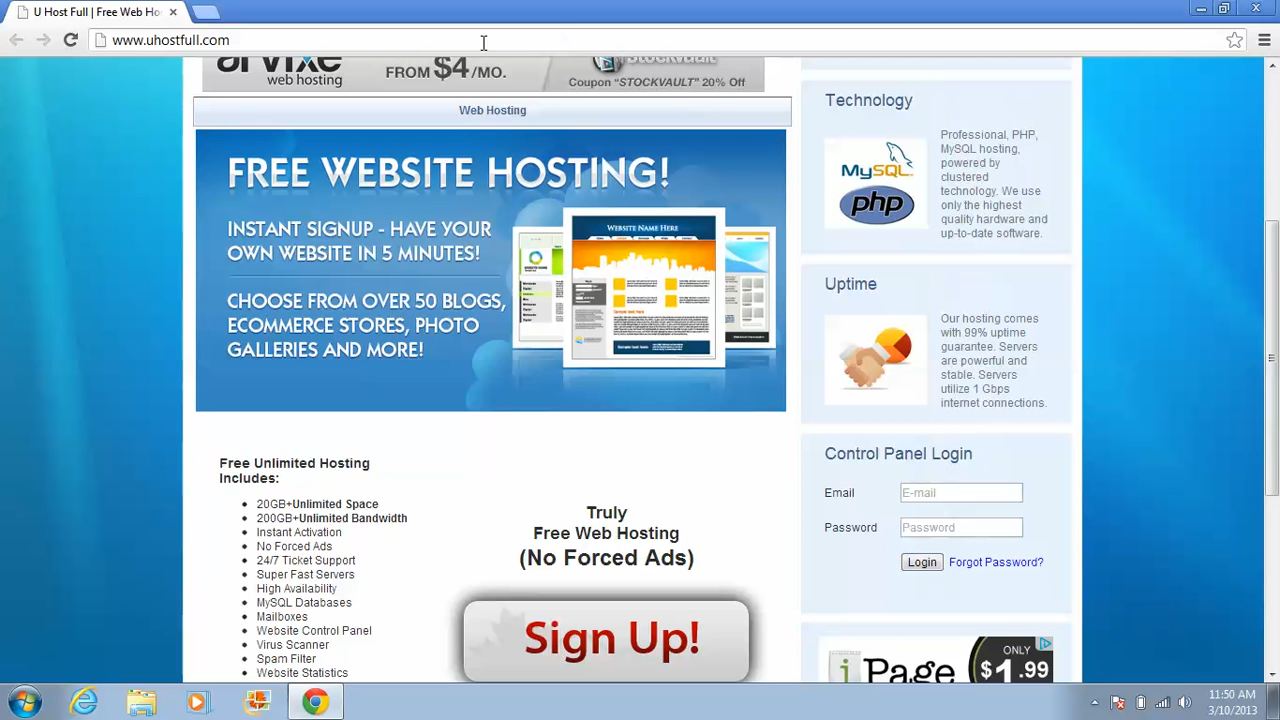 U Host Full | Free Web Ho
www.uhostfull.com
arvixe
web hosting
FROM $4/MO.
Stockvault
Coupon "STOCKVAULT" 20% Off
Web Hosting
FREE WEBSITE HOSTING!
INSTANT SIGNUP - HAVE YOUR
OWN WEBSITE IN 5 MINUTES!
CHOOSE FROM OVER 50 BLOGS,
ECOMMERCE STORES, PHOTO
GALLERIES AND MORE!
WEBSITE NAME HERE
Free Unlimited Hosting
Includes:
20GB+Unlimited Space
200GB+Unlimited Bandwidth
Instant Activation
No Forced Ads
24/7 Ticket Support
Super Fast Servers
High Availability
MySQL Databases
Mailboxes
Website Control Panel
Virus Scanner
Spam Filter
Website Statistics
Truly
Free Web Hosting
(No Forced Ads)
Sign Up!
Technology
MySQL
php
Professional, PHP,
MySQL hosting,
powered by
clustered
technology. We use
only the highest
quality hardware and
up-to-date software.
Uptime
Our hosting comes
with 99% uptime
guarantee. Servers
are powerful and
stable. Servers
utilize 1 Gbps
internet connections.
Control Panel Login
Email
E-mail
Password
Password
Login
Forgot Password?
iPage
ONLY
$1.99
11:50 AM
3/10/2013